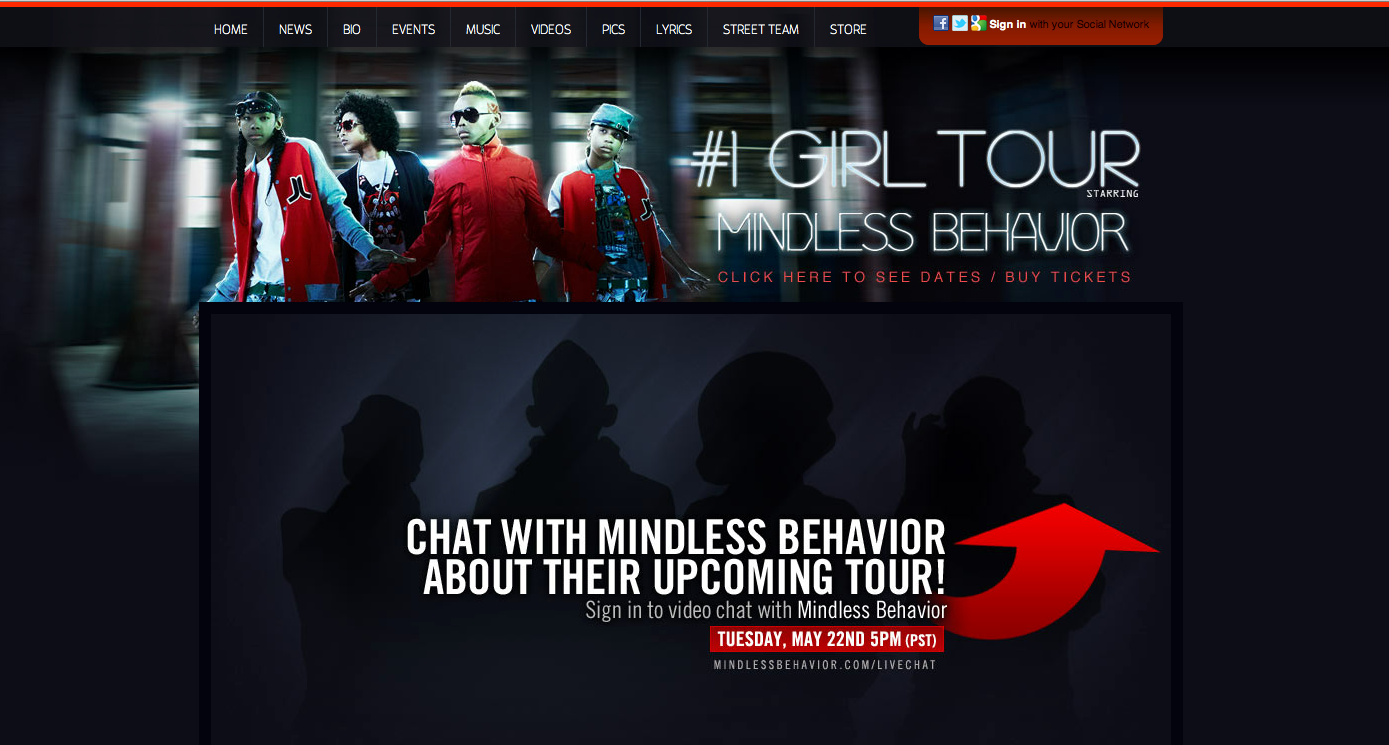 HOME NEWS BIO EVENTS MUSIC VIDEOS PICS LYRICS STREET TEAM STORE
Sign in with your Social Network
#1 GIRL TOUR
STARRING
MINDLESS BEHAVIOR
CLICK HERE TO SEE DATES / BUY TICKETS
CHAT WITH MINDLESS BEHAVIOR
ABOUT THEIR UPCOMING TOUR!
Sign in to video chat with Mindless Behavior
TUESDAY, MAY 22ND 5PM (PST)
MINDLESSBEHAVIOR.COM/LIVECHAT